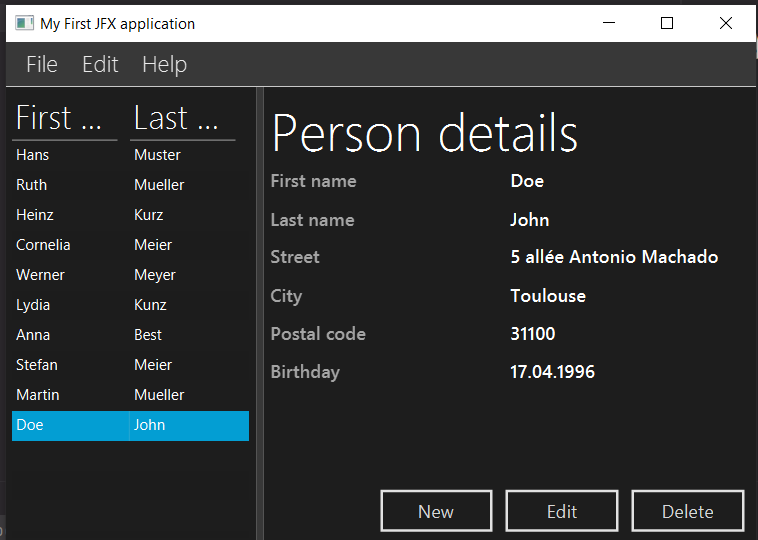 My First JFX application
File Edit Help
First ... Last ...
Hans Muster
Ruth Mueller
Heinz Kurz
Cornelia Meier
Werner Meyer
Lydia Kunz
Anna Best
Stefan Meier
Martin Mueller
Doe John
Person details
First name Doe
Last name John
Street 5 allée Antonio Machado
City Toulouse
Postal code 31100
Birthday 17.04.1996
New Edit Delete